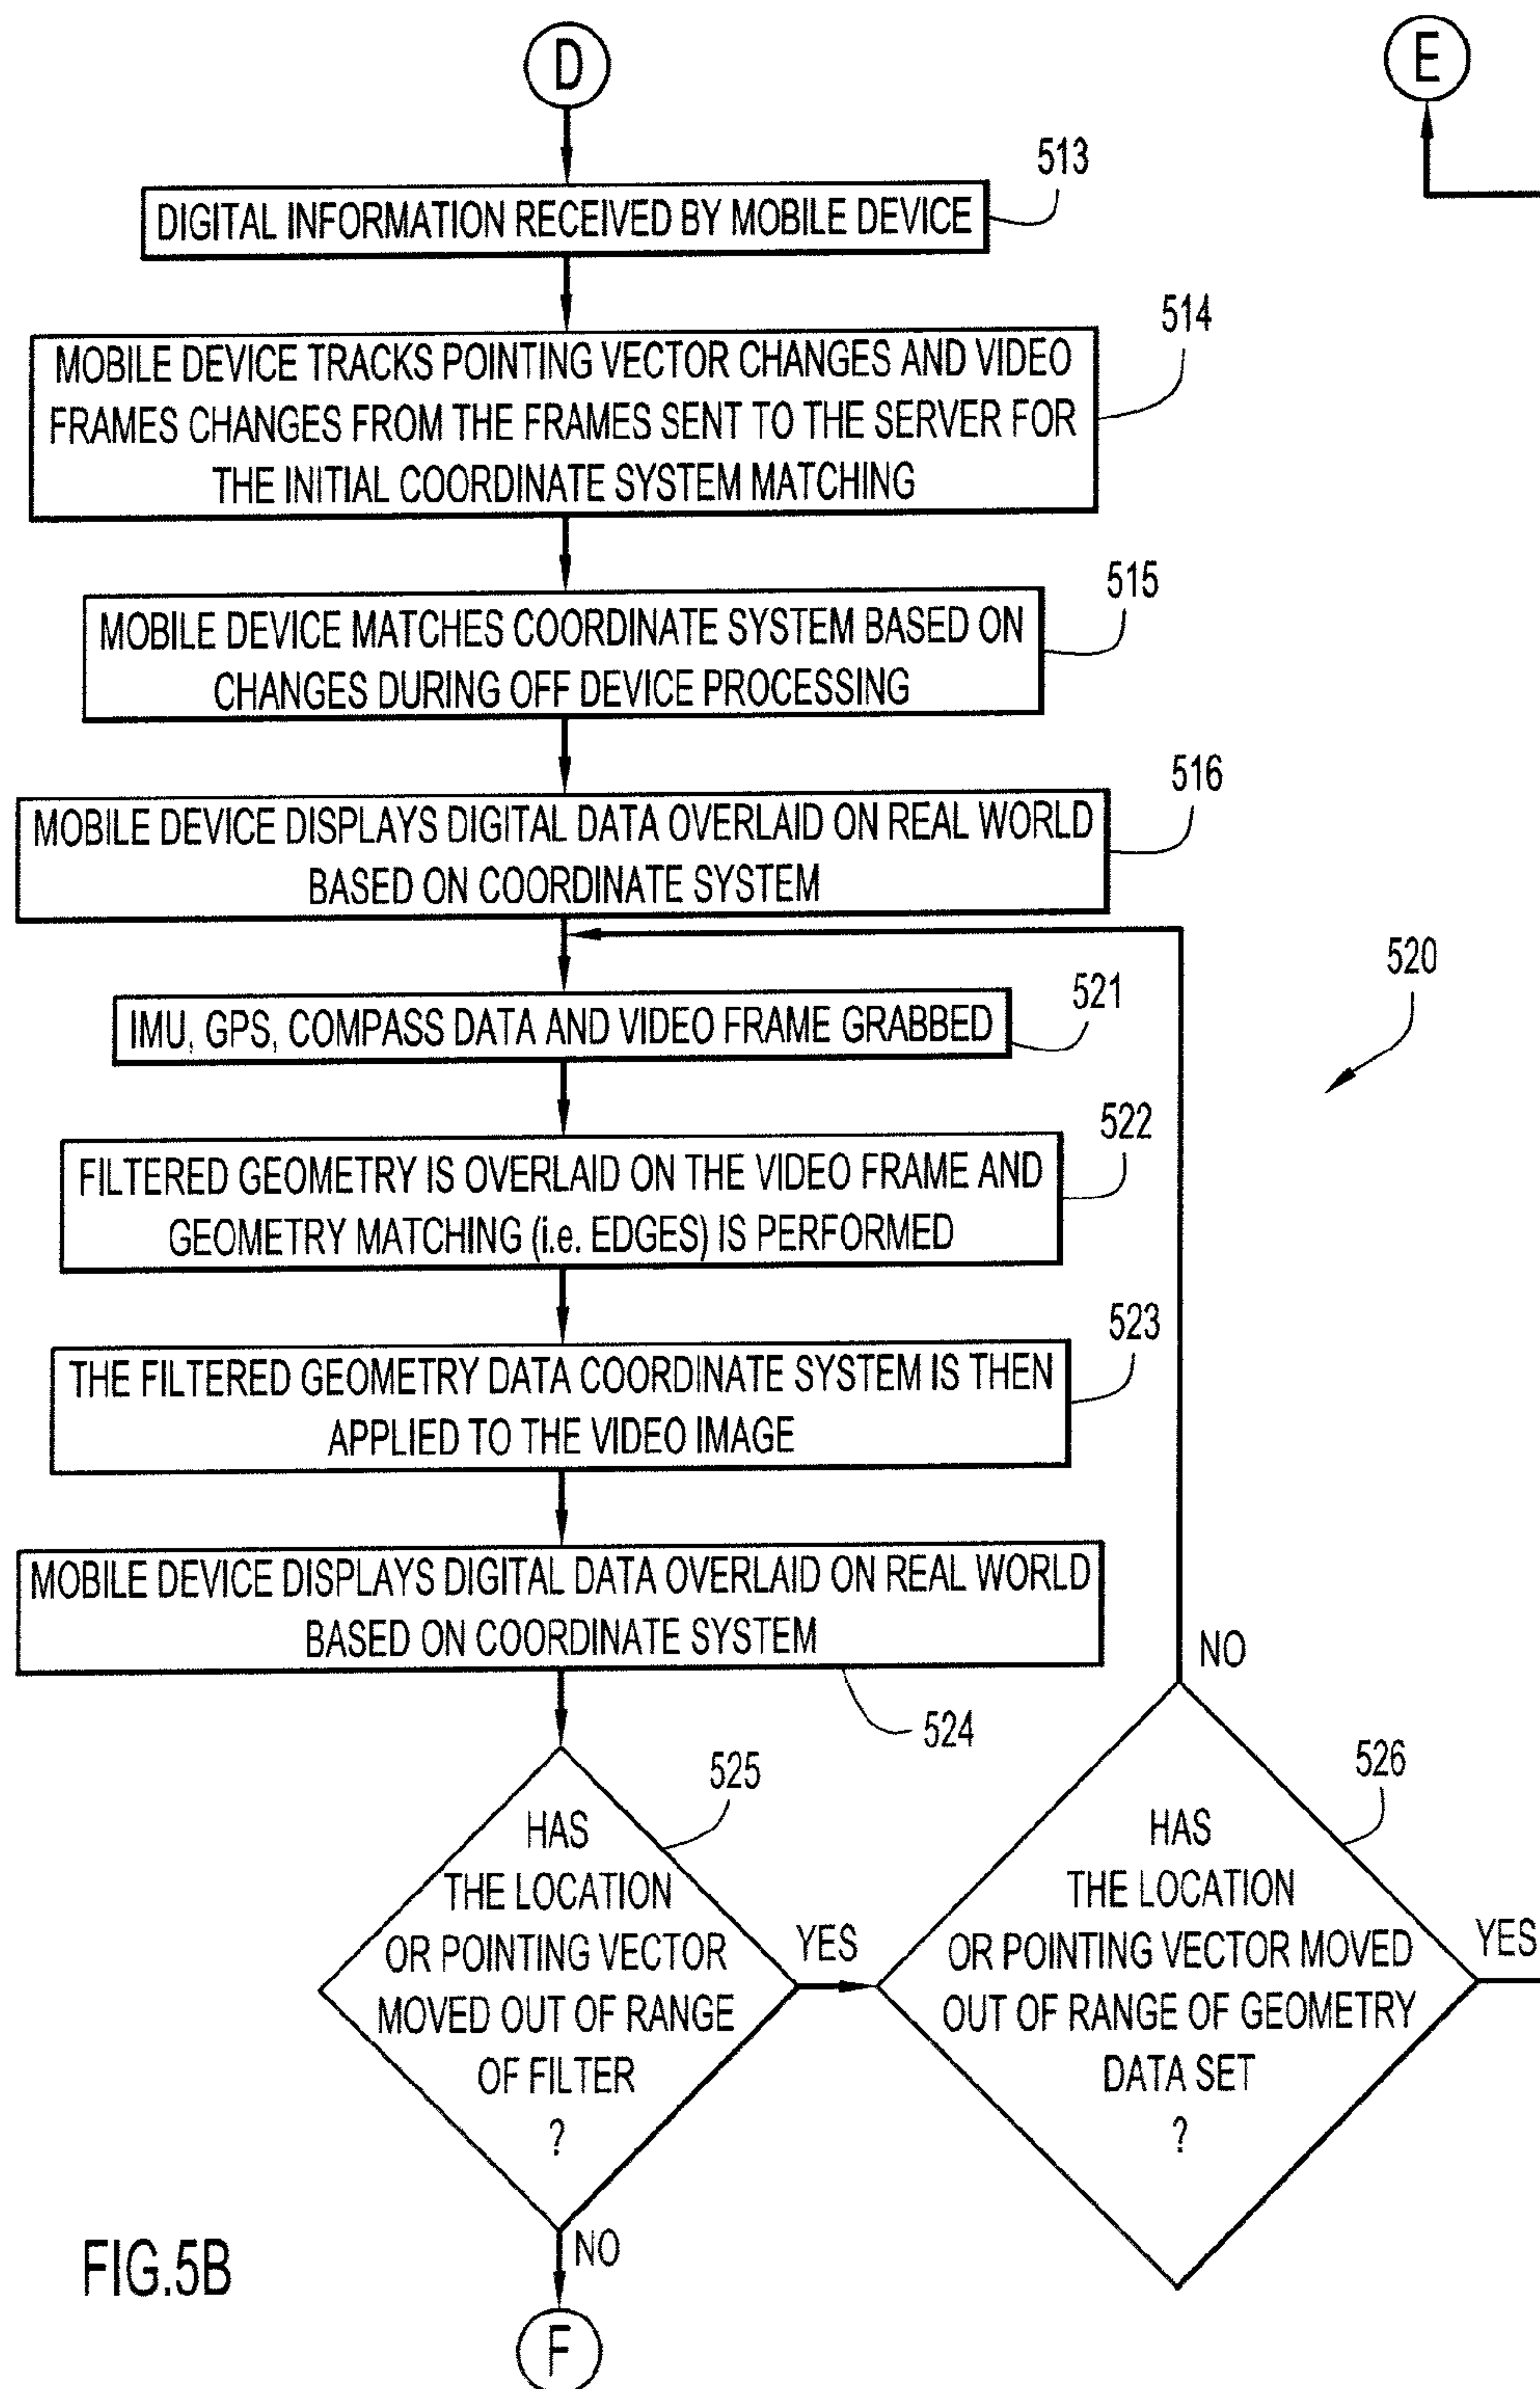 D
E
513
DIGITAL INFORMATION RECEIVED BY MOBILE DEVICE
514
MOBILE DEVICE TRACKS POINTING VECTOR CHANGES AND VIDEO
FRAMES CHANGES FROM THE FRAMES SENT TO THE SERVER FOR
THE INITIAL COORDINATE SYSTEM MATCHING
515
MOBILE DEVICE MATCHES COORDINATE SYSTEM BASED ON
CHANGES DURING OFF DEVICE PROCESSING
516
MOBILE DEVICE DISPLAYS DIGITAL DATA OVERLAID ON REAL WORLD
BASED ON COORDINATE SYSTEM
520
521
IMU, GPS, COMPASS DATA AND VIDEO FRAME GRABBED
522
FILTERED GEOMETRY IS OVERLAID ON THE VIDEO FRAME AND
GEOMETRY MATCHING (i.e. EDGES) IS PERFORMED
523
THE FILTERED GEOMETRY DATA COORDINATE SYSTEM IS THEN
APPLIED TO THE VIDEO IMAGE
MOBILE DEVICE DISPLAYS DIGITAL DATA OVERLAID ON REAL WORLD
BASED ON COORDINATE SYSTEM
524
525
HAS
THE LOCATION
OR POINTING VECTOR
MOVED OUT OF RANGE
OF FILTER
?
YES
NO
NO
526
HAS
THE LOCATION
OR POINTING VECTOR MOVED
OUT OF RANGE OF GEOMETRY
DATA SET
?
YES
F
FIG.5B